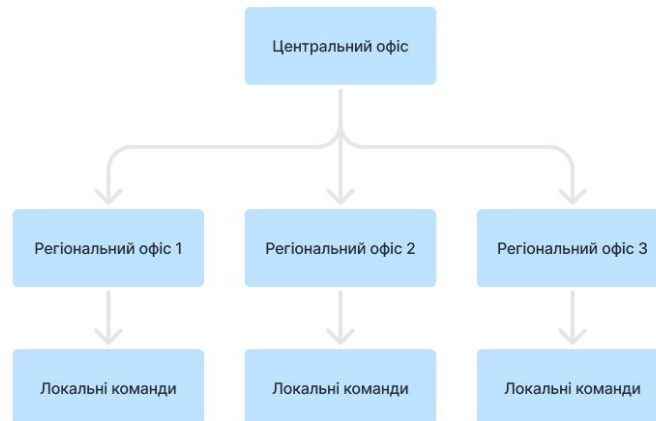 Центральний офіс
Регіональний офіс 1
Регіональний офіс 2
Регіональний офіс 3
Локальні команди
Локальні команди
Локальні команди